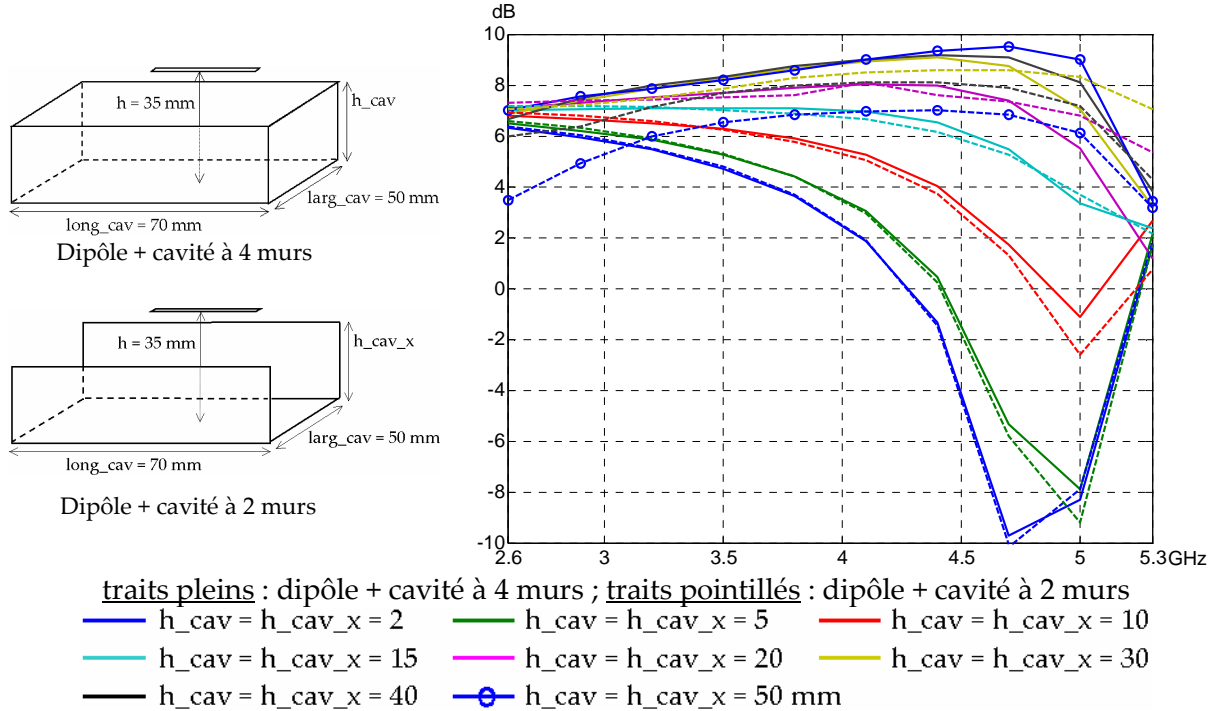 h = 35 mm
h_cav
larg_cav = 50 mm
long_cav = 70 mm
Dipôle + cavité à 4 murs
h = 35 mm
h_cav_x
larg_cav = 50 mm
long_cav = 70 mm
Dipôle + cavité à 2 murs
dB
10
8
6
4
2
0
-2
-4
-6
-8
-10
2.6 3 3.5 4 4.5 5 5.3GHz
traits pleins : dipôle + cavité à 4 murs ; traits pointillés : dipôle + cavité à 2 murs
h_cav = h_cav_x = 2 h_cav = h_cav_x = 5 h_cav = h_cav_x = 10
h_cav = h_cav_x = 15 h_cav = h_cav_x = 20 h_cav = h_cav_x = 30
h_cav = h_cav_x = 40 h_cav = h_cav_x = 50 mm